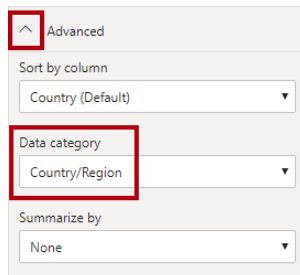 Advanced
Sort by column
Country (Default)
Data category
Country/Region
Summarize by
None